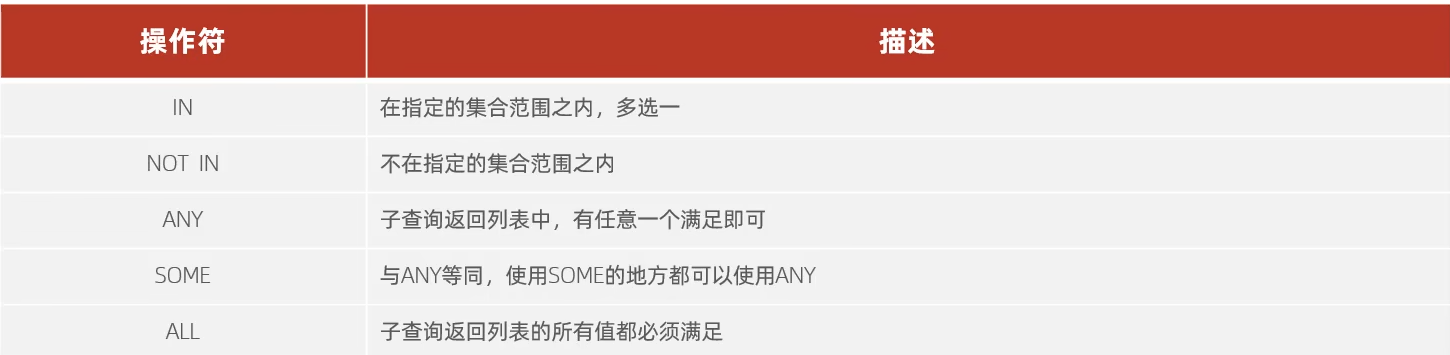 操作符 描述
IN 在指定的集合范围之内，多选一
NOT IN 不在指定的集合范围之内
ANY 子查询返回列表中，有任意一个满足即可
SOME 与ANY等同，使用SOME的地方都可以使用ANY
ALL 子查询返回列表的所有值都必须满足